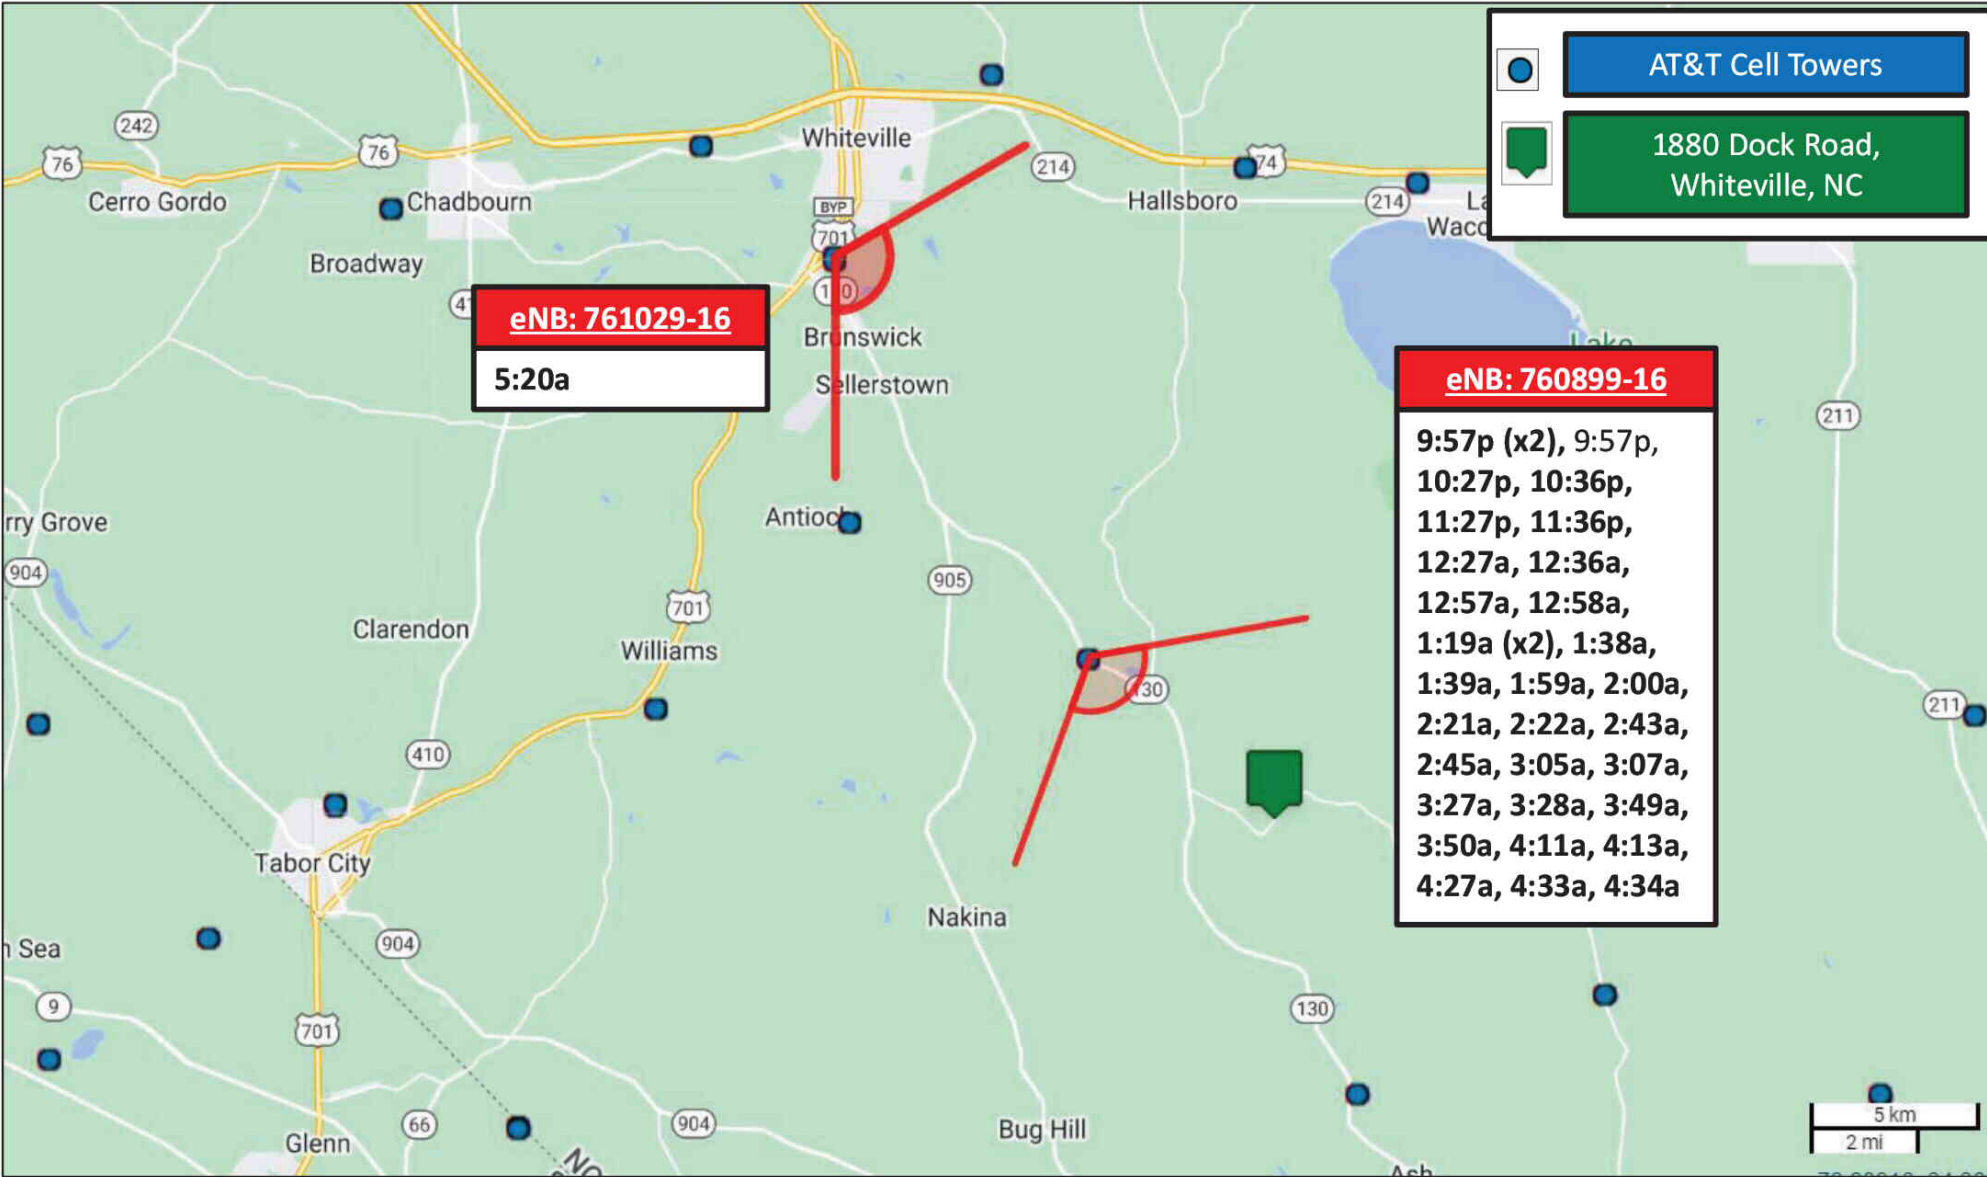 AT&T Cell Towers
1880 Dock Road,
Whiteville, NC
242
76
76
Cerro Gordo
Chadbourn
Broadway
Whiteville
214
74
Hallsboro
214
BYP
701
Brunswick
Sellerstown
eNB: 761029-16
5:20a
Lake
eNB: 760899-16
9:57p (x2), 9:57p,
10:27p, 10:36p,
11:27p, 11:36p,
12:27a, 12:36a,
12:57a, 12:58a,
1:19a (x2), 1:38a,
1:39a, 1:59a, 2:00a,
2:21a, 2:22a, 2:43a,
2:45a, 3:05a, 3:07a,
3:27a, 3:28a, 3:49a,
3:50a, 4:11a, 4:13a,
4:27a, 4:33a, 4:34a
211
rry Grove
904
Antioch
905
Clarendon
701
Williams
130
211
410
Tabor City
904
Nakina
n Sea
9
701
130
66
904
Glenn
Bug Hill
Ash
5 km
2 mi